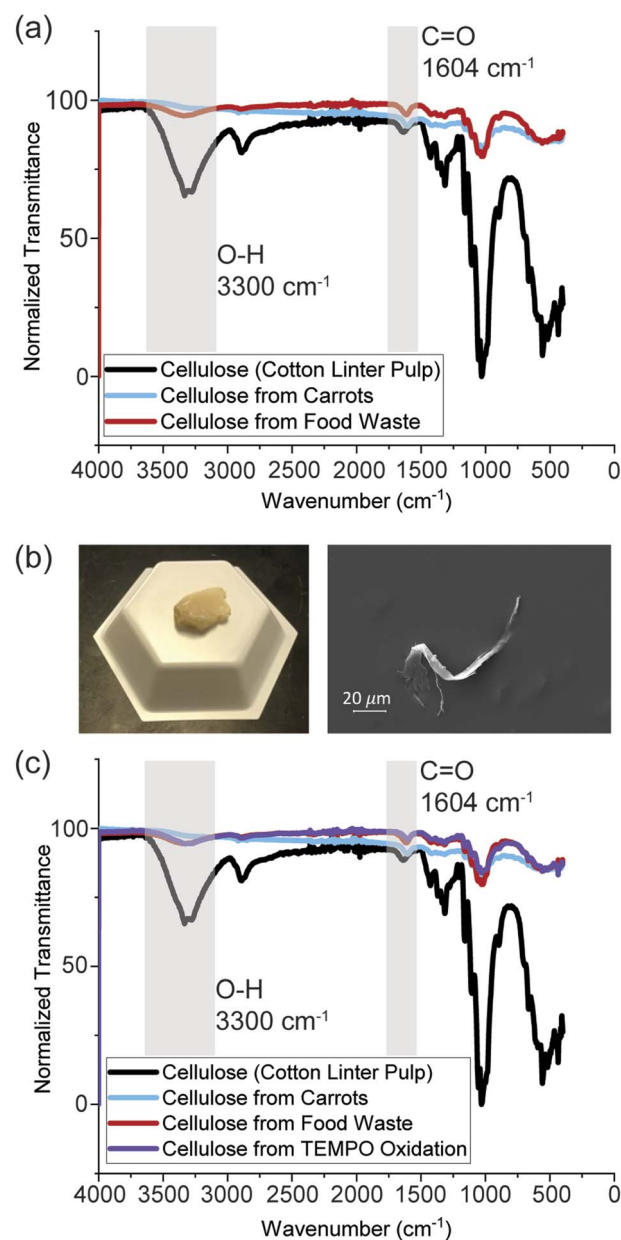 (a)
C=O
1604 cm⁻¹
100
50
0
Normalized Transmittance
O-H
3300 cm⁻¹
Cellulose (Cotton Linter Pulp)
Cellulose from Carrots
Cellulose from Food Waste
4000 3500 3000 2500 2000 1500 1000 500 0
Wavenumber (cm⁻¹)
(b)
20 μm
(c)
C=O
1604 cm⁻¹
100
50
0
Normalized Transmittance
O-H
3300 cm⁻¹
Cellulose (Cotton Linter Pulp)
Cellulose from Carrots
Cellulose from Food Waste
Cellulose from TEMPO Oxidation
4000 3500 3000 2500 2000 1500 1000 500 0
Wavenumber (cm⁻¹)